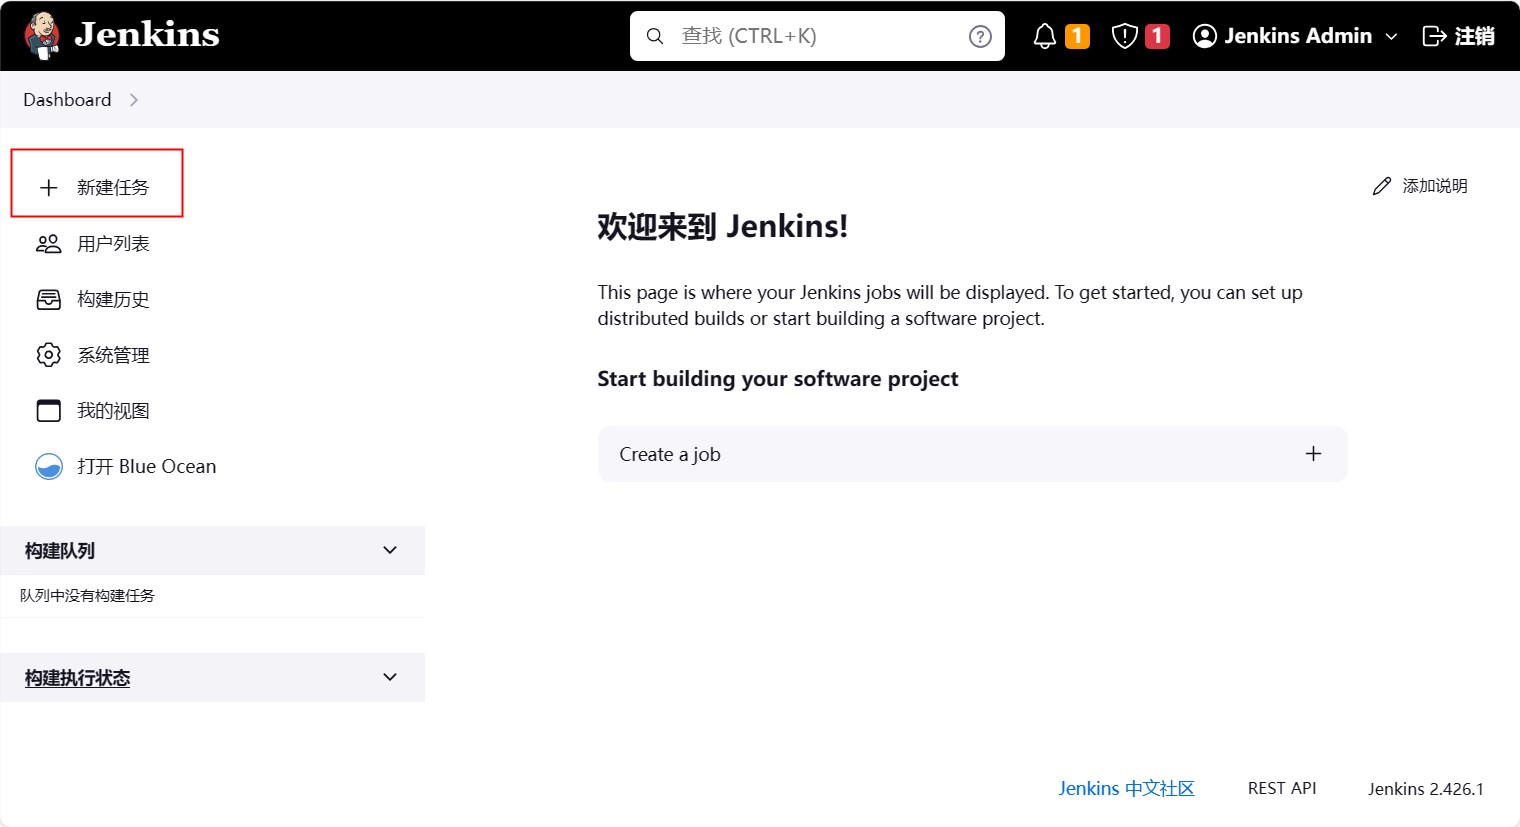 Jenkins
查找 (CTRL+K)
1
1
Jenkins Admin
注销
Dashboard
新建任务
用户列表
构建历史
系统管理
我的视图
打开 Blue Ocean
构建队列
队列中没有构建任务
构建执行状态
添加说明
欢迎来到 Jenkins!
This page is where your Jenkins jobs will be displayed. To get started, you can set up
distributed builds or start building a software project.
Start building your software project
Create a job
Jenkins 中文社区
REST API
Jenkins 2.426.1